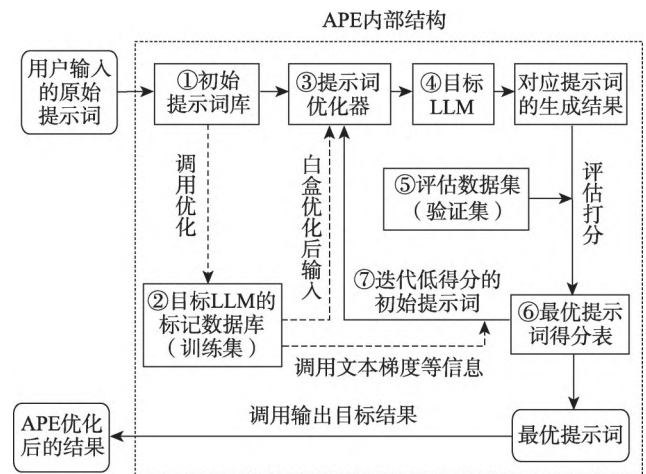 APE内部结构
用户输入
的原始
提示词
①初始
提示词库
③提示词
优化器
④目标
LLM
对应提示词
的生成结果
调用优化
白盒优化后输入
⑤评估数据集
（验证集）
评估打分
⑦迭代低得分的
初始提示词
②目标LLM的
标记数据库
（训练集）
⑥最优提示
词得分表
调用文本梯度等信息
APE优化
后的结果
调用输出目标结果
最优提示词